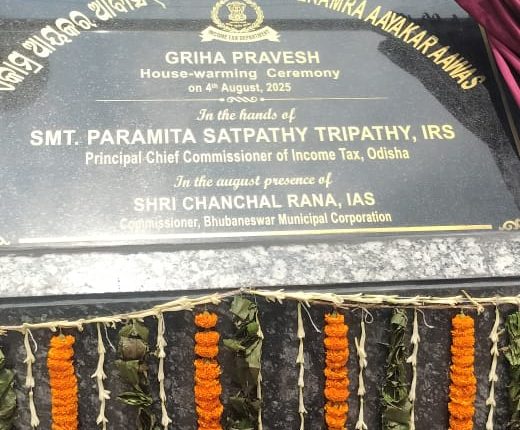 ଆୟକର
AAYAKAR AAWAS
INCOME TAX DEPARTMENT
GRIHA PRAVESH
House-warming Ceremony
on 4th August, 2025
In the hands of
SMT. PARAMITA SATPATHY TRIPATHY, IRS
Principal Chief Commissioner of Income Tax, Odisha
In the august presence of
SHRI CHANCHAL RANA, IAS
Commissioner, Bhubaneswar Municipal Corporation